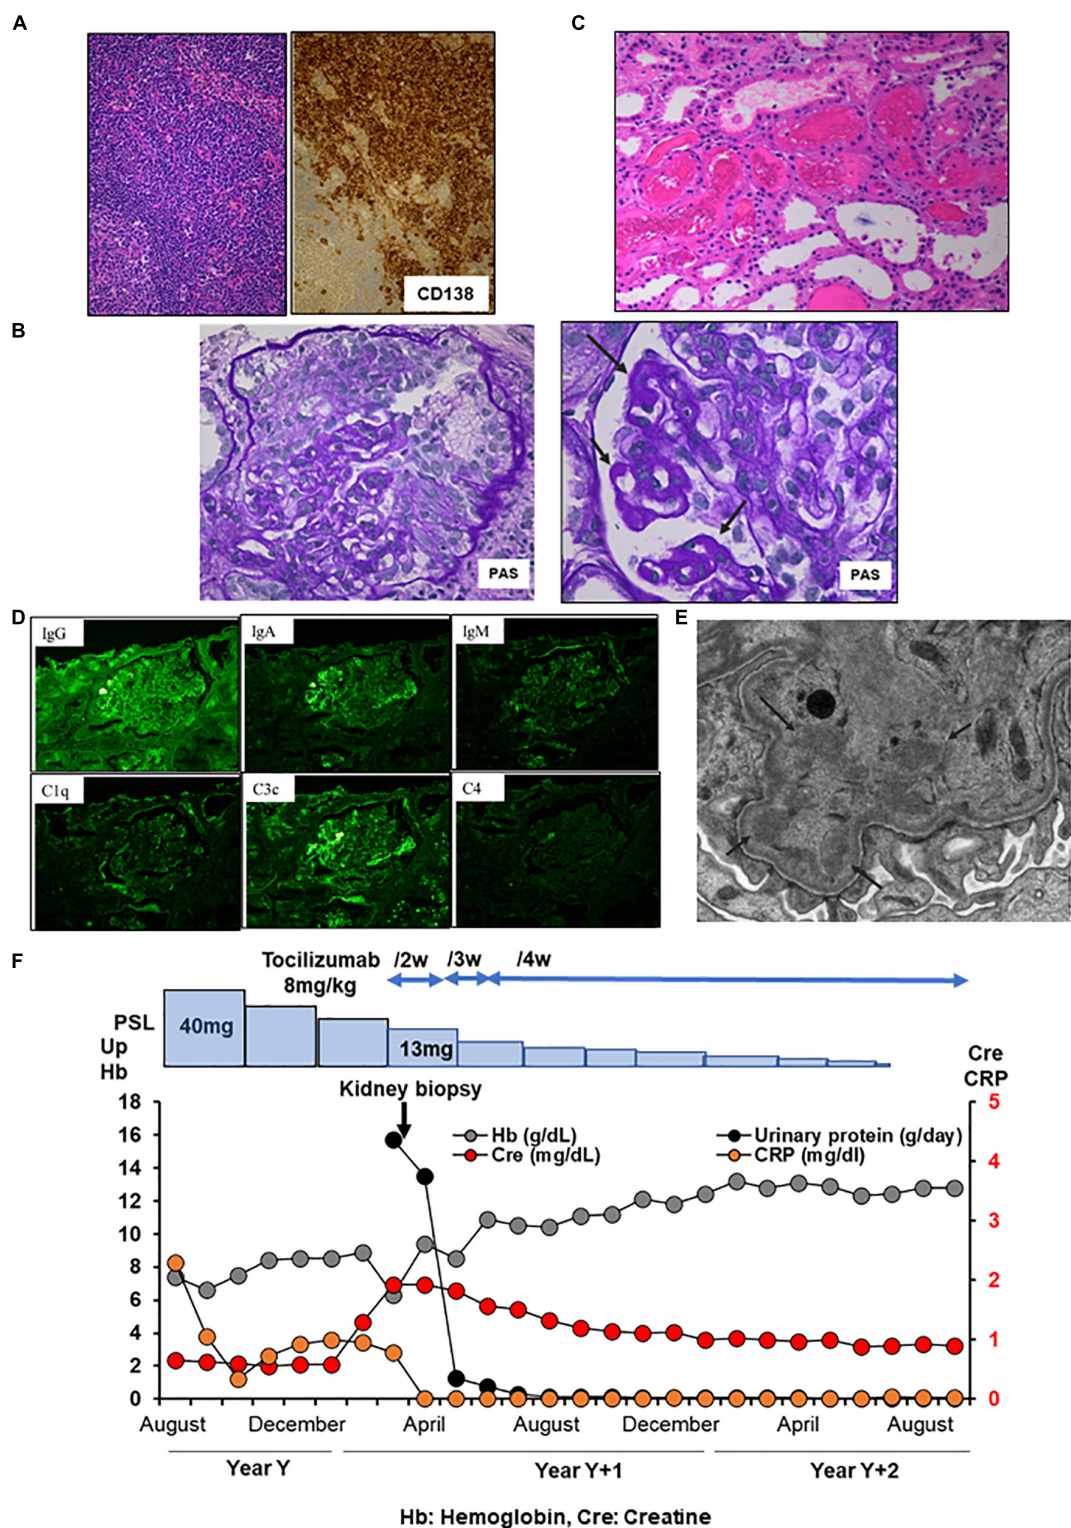 A
C
CD138
B
PAS
PAS
D
E
IgG
IgA
IgM
C1q
C3c
C4
F
Tocilizumab /2w /3w /4w
8mg/kg
PSL
40mg
13mg
Up
Hb
Cre
CRP
Kidney biopsy
18
16
14
12
10
8
6
4
2
0
5
4
3
2
1
0
Hb (g/dL)
Urinary protein (g/day)
Cre (mg/dL)
CRP (mg/dl)
August December April August December April August
Year Y Year Y+1 Year Y+2
Hb: Hemoglobin, Cre: Creatine